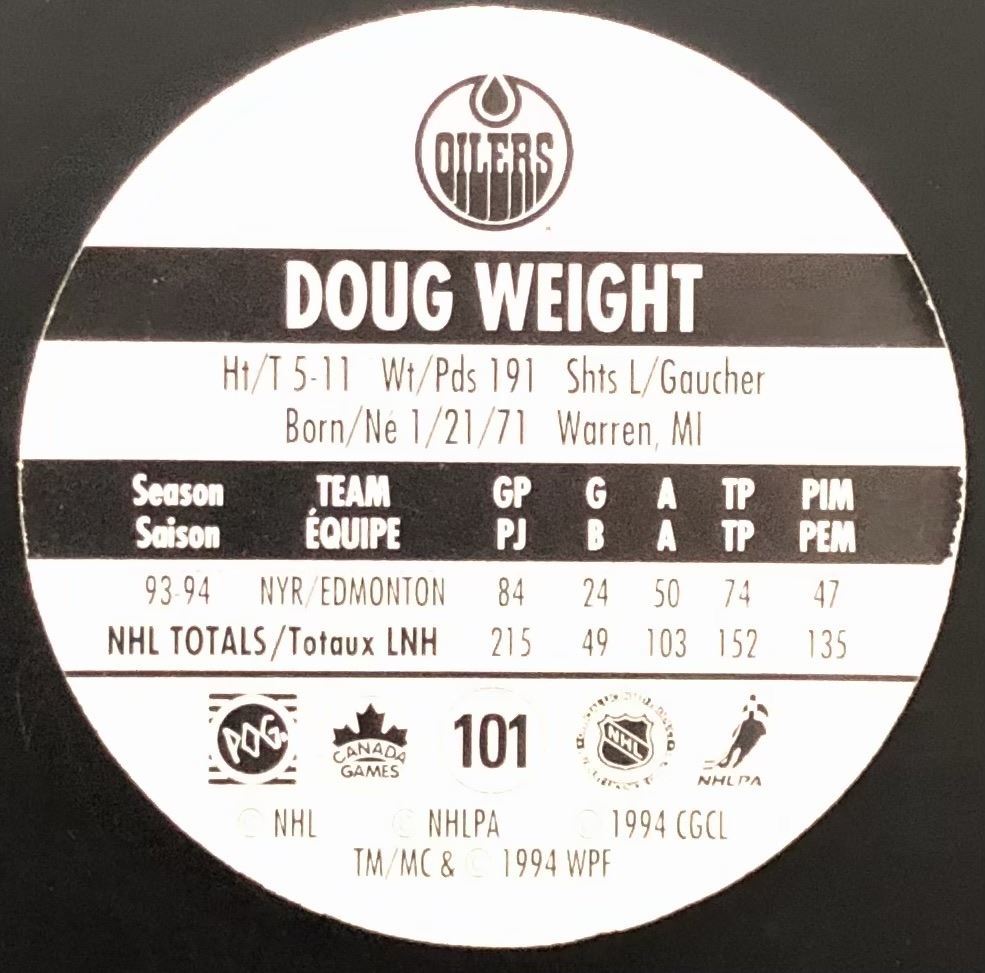 OILERS
DOUG WEIGHT
Ht/T 5-11 Wt/Pds 191 Shts L/Gaucher
Born/Né 1/21/71 Warren, MI
Season TEAM GP G A TP PIM
Saison ÉQUIPE PJ B A TP PEM
93-94 NYR/EDMONTON 84 24 50 74 47
NHL TOTALS/Totaux LNH 215 49 103 152 135
POG. CANADA GAMES 101 NHL NHLPA
© NHL © NHLPA © 1994 CGCL
TM/MC & © 1994 WPF